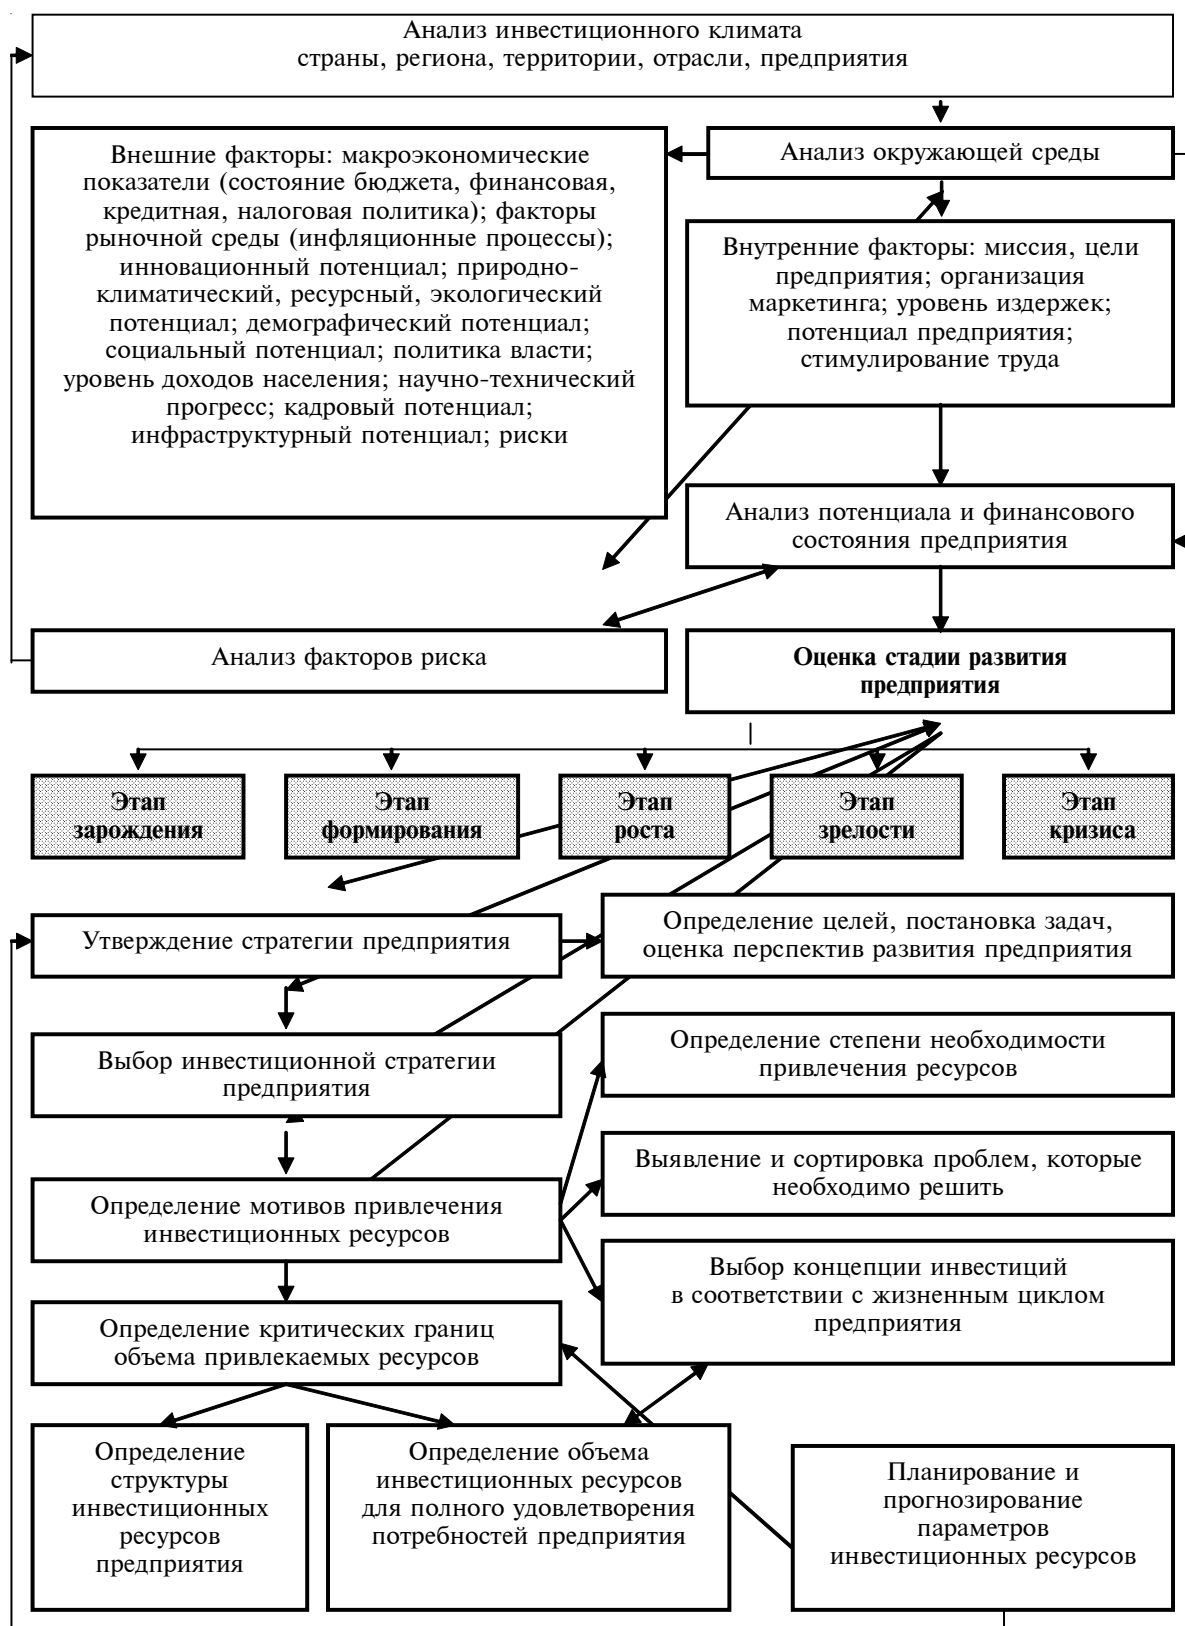 Анализ инвестиционного климата
страны, региона, территории, отрасли, предприятия
Анализ окружающей среды
Внешние факторы: макроэкономические
показатели (состояние бюджета, финансовая,
кредитная, налоговая политика); факторы
рыночной среды (инфляционные процессы);
инновационный потенциал; природно-
климатический, ресурсный, экологический
потенциал; демографический потенциал;
социальный потенциал; политика власти;
уровень доходов населения; научно-технический
прогресс; кадровый потенциал;
инфраструктурный потенциал; риски
Внутренние факторы: миссия, цели
предприятия; организация
маркетинга; уровень издержек;
потенциал предприятия;
стимулирование труда
Анализ потенциала и финансового
состояния предприятия
Анализ факторов риска
Оценка стадии развития
предприятия
Этап
зарождения
Этап
формирования
Этап
роста
Этап
зрелости
Этап
кризиса
Утверждение стратегии предприятия
Определение целей, постановка задач,
оценка перспектив развития предприятия
Выбор инвестиционной стратегии
предприятия
Определение степени необходимости
привлечения ресурсов
Выявление и сортировка проблем, которые
необходимо решить
Определение мотивов привлечения
инвестиционных ресурсов
Выбор концепции инвестиций
в соответствии с жизненным циклом
предприятия
Определение критических границ
объема привлекаемых ресурсов
Определение
структуры
инвестиционных
ресурсов
предприятия
Определение объема
инвестиционных ресурсов
для полного удовлетворения
потребностей предприятия
Планирование и
прогнозирование
параметров
инвестиционных ресурсов